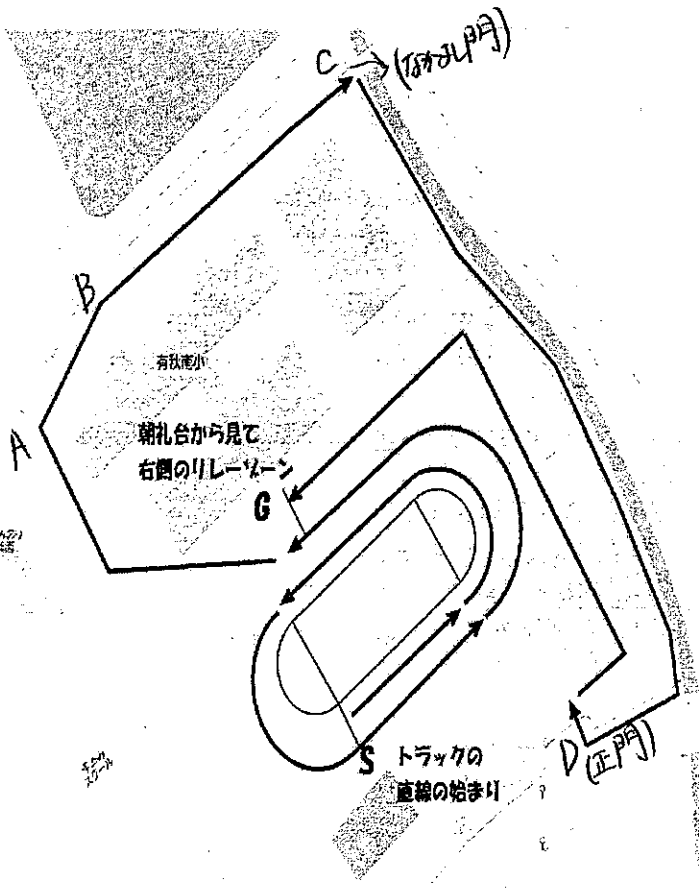 C (なかよし門)
B
有秋南小
A
朝礼台から見て
右側のリレーゾーン
G
S
トラックの
直線の始まり
D (正門)